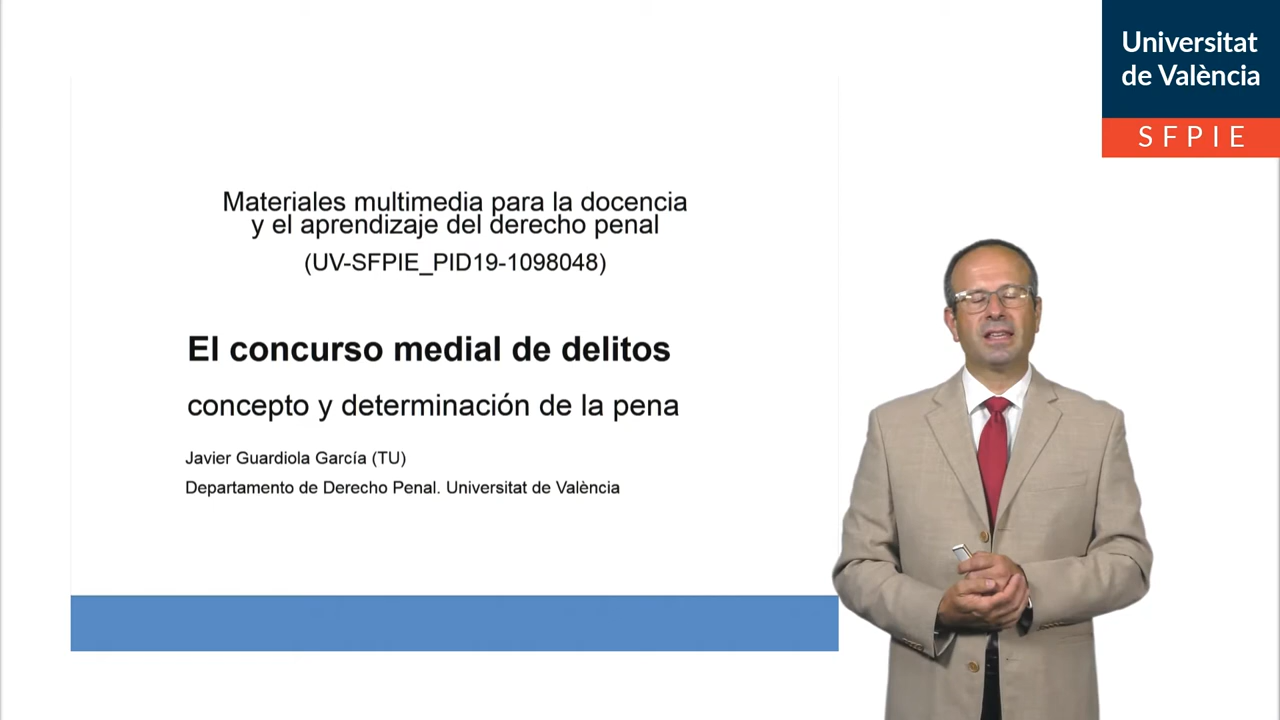 Universitat
de València
SFPIE
Materiales multimedia para la docencia
y el aprendizaje del derecho penal
(UV-SFPIE_PID19-1098048)
El concurso medial de delitos
concepto y determinación de la pena
Javier Guardiola García (TU)
Departamento de Derecho Penal. Universitat de València